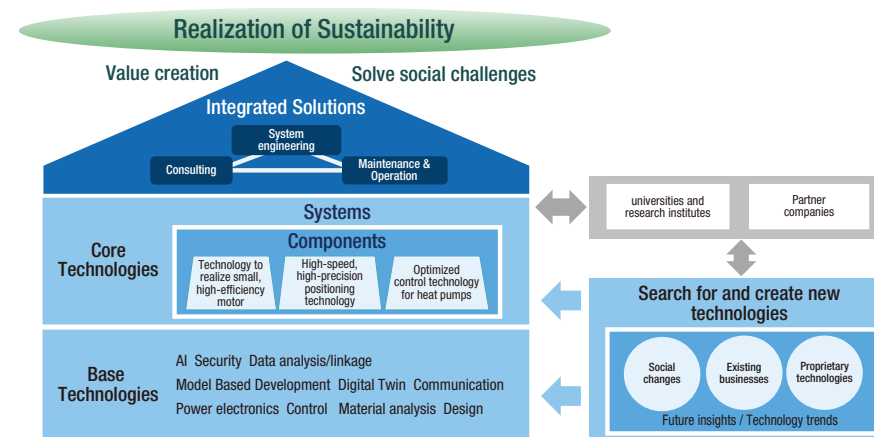 Realization of Sustainability
Value creation
Solve social challenges
Integrated Solutions
System
engineering
Consulting
Maintenance &
Operation
universities and
research institutes
Partner
companies
Core
Technologies
Systems
Components
Technology to
realize small,
high-efficiency
motor
High-speed,
high-precision
positioning
technology
Optimized
control technology
for heat pumps
Search for and create new
technologies
Social
changes
Existing
businesses
Proprietary
technologies
Future insights / Technology trends
Base
Technologies
AI Security Data analysis/linkage
Model Based Development Digital Twin Communication
Power electronics Control Material analysis Design